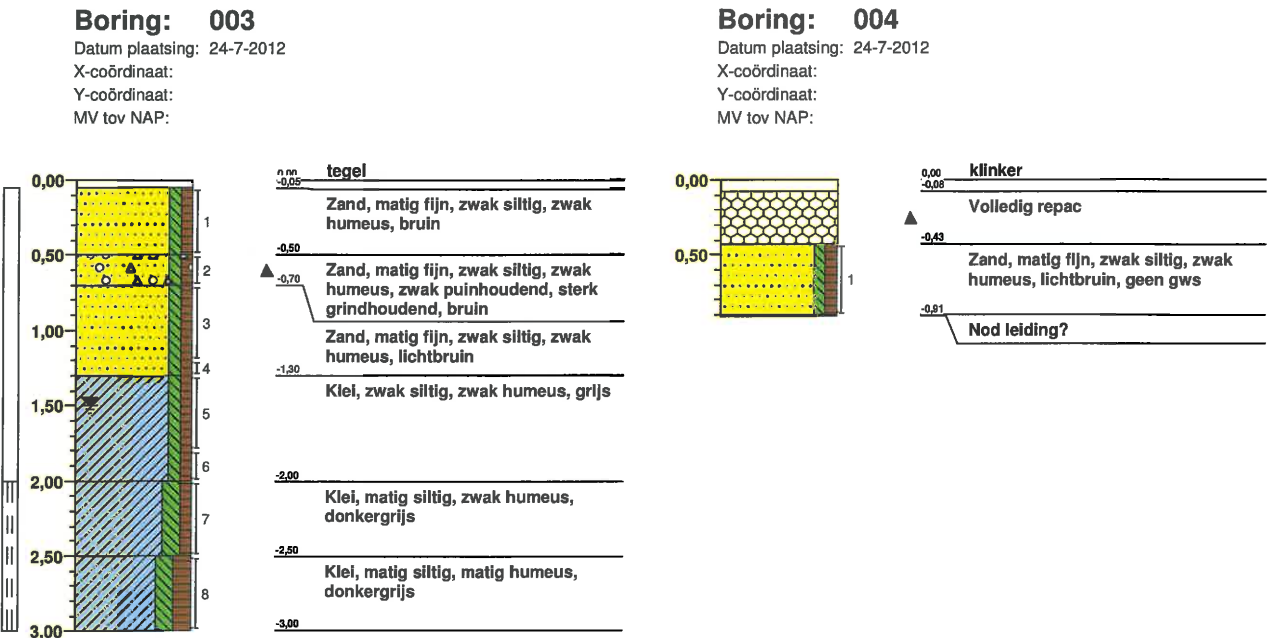 Boring: 003
Datum plaatsing: 24-7-2012
X-coördinaat:
Y-coördinaat:
MV tov NAP:
0,00
0,50
1,00
1,50
2,00
2,50
3.00
1
2
3
4
5
6
7
8
0,00
tegel
-0,05
Zand, matig fijn, zwak siltig, zwak
humeus, bruin
-0,50
Zand, matig fijn, zwak siltig, zwak
humeus, zwak puinhoudend, sterk
grindhoudend, bruin
-0,70
Zand, matig fijn, zwak siltig, zwak
humeus, lichtbruin
-1,30
Klei, zwak siltig, zwak humeus, grijs
-2,00
Klei, matig siltig, zwak humeus,
donkergrijs
-2,50
Klei, matig siltig, matig humeus,
donkergrijs
-3,00
Boring: 004
Datum plaatsing: 24-7-2012
X-coördinaat:
Y-coördinaat:
MV tov NAP:
0,00
0,50
1
0,00
klinker
-0,08
Volledig repac
-0,43
Zand, matig fijn, zwak siltig, zwak
humeus, lichtbruin, geen gws
-0,91
Nod leiding?